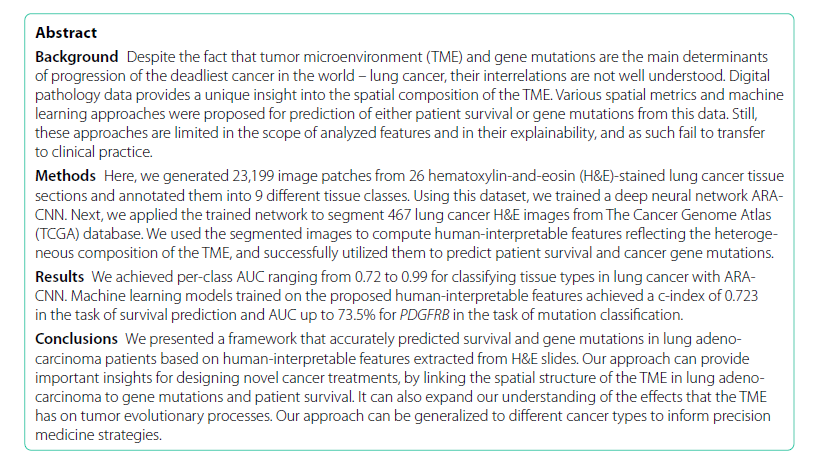 Abstract
Background Despite the fact that tumor microenvironment (TME) and gene mutations are the main determinants
of progression of the deadliest cancer in the world – lung cancer, their interrelations are not well understood. Digital
pathology data provides a unique insight into the spatial composition of the TME. Various spatial metrics and machine
learning approaches were proposed for prediction of either patient survival or gene mutations from this data. Still,
these approaches are limited in the scope of analyzed features and in their explainability, and as such fail to transfer
to clinical practice.
Methods Here, we generated 23,199 image patches from 26 hematoxylin-and-eosin (H&E)-stained lung cancer tissue
sections and annotated them into 9 different tissue classes. Using this dataset, we trained a deep neural network ARA-
CNN. Next, we applied the trained network to segment 467 lung cancer H&E images from The Cancer Genome Atlas
(TCGA) database. We used the segmented images to compute human-interpretable features reflecting the heteroge-
neous composition of the TME, and successfully utilized them to predict patient survival and cancer gene mutations.
Results We achieved per-class AUC ranging from 0.72 to 0.99 for classifying tissue types in lung cancer with ARA-
CNN. Machine learning models trained on the proposed human-interpretable features achieved a c-index of 0.723
in the task of survival prediction and AUC up to 73.5% for PDGFRB in the task of mutation classification.
Conclusions We presented a framework that accurately predicted survival and gene mutations in lung adeno-
carcinoma patients based on human-interpretable features extracted from H&E slides. Our approach can provide
important insights for designing novel cancer treatments, by linking the spatial structure of the TME in lung adeno-
carcinoma to gene mutations and patient survival. It can also expand our understanding of the effects that the TME
has on tumor evolutionary processes. Our approach can be generalized to different cancer types to inform precision
medicine strategies.